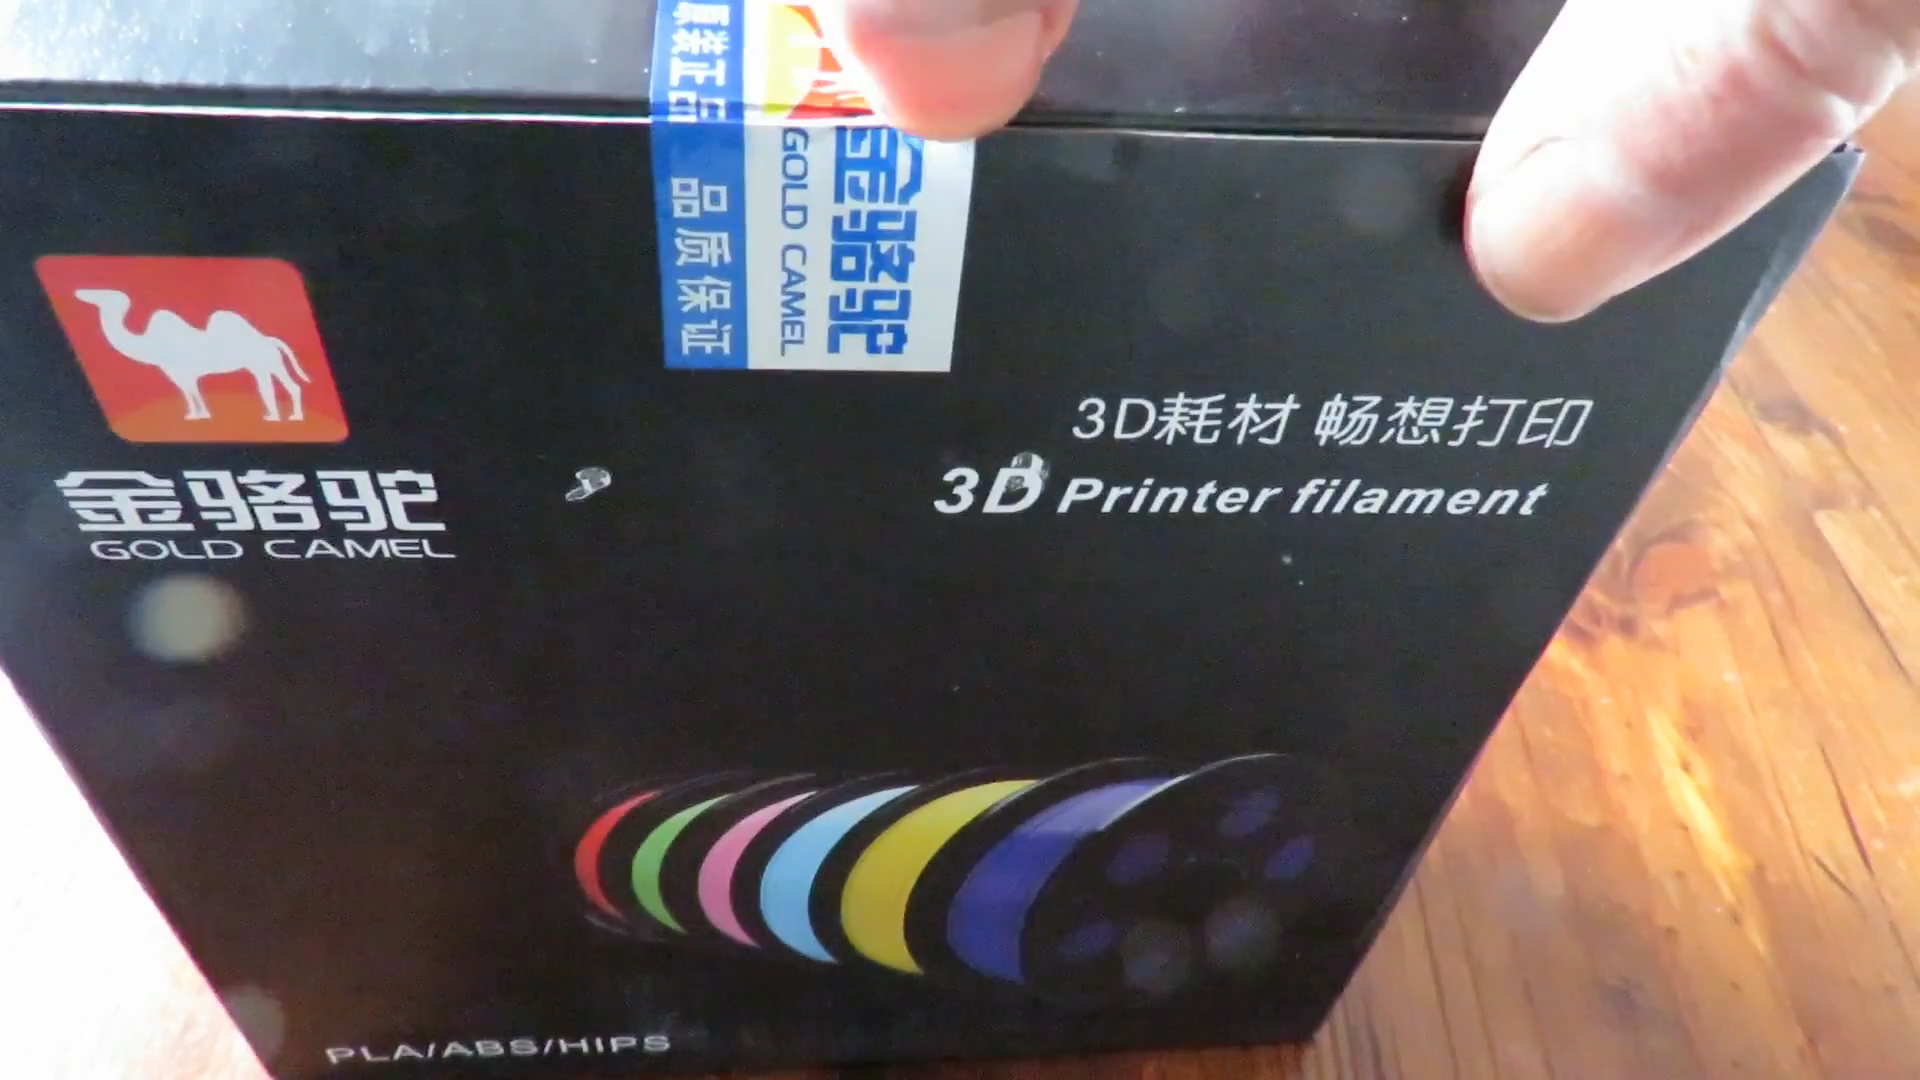 原装正品 品质保证
GOLD CAMEL
金骆驼
金骆驼
GOLD CAMEL
3D耗材 畅想打印
3D Printer filament
PLA/ABS/HIPS